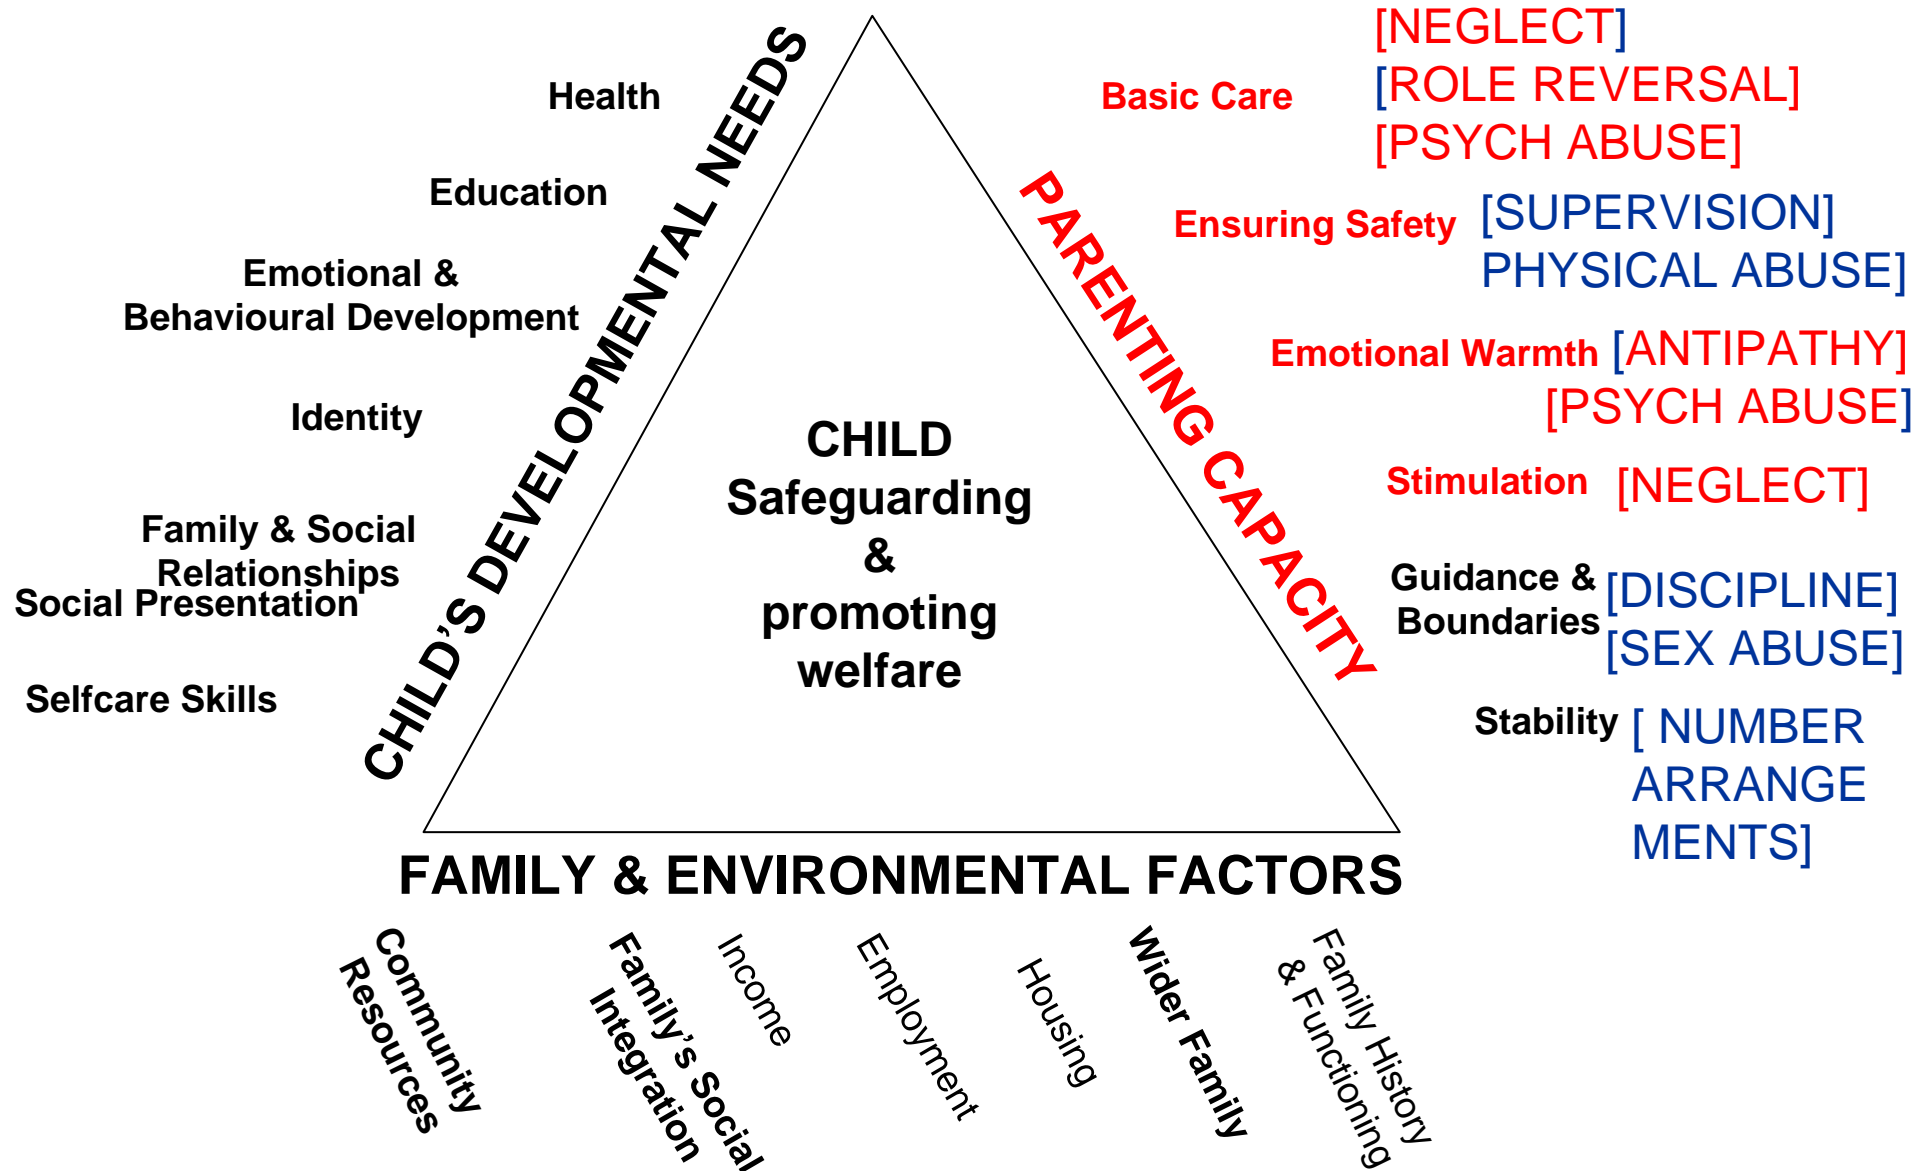 Health
Education
Emotional &
Behavioural Development
Identity
Family & Social
Relationships
Social Presentation
Selfcare Skills
CHILD'S DEVELOPMENTAL NEEDS
CHILD
Safeguarding
&
promoting
welfare
PARENTING CAPACITY
Basic Care
[NEGLECT]
[ROLE REVERSAL]
[PSYCH ABUSE]
Ensuring Safety
[SUPERVISION]
PHYSICAL ABUSE]
Emotional Warmth [ANTIPATHY]
[PSYCH ABUSE]
Stimulation [NEGLECT]
Guidance &
Boundaries
[DISCIPLINE]
[SEX ABUSE]
Stability
[ NUMBER
ARRANGE
MENTS]
FAMILY & ENVIRONMENTAL FACTORS
Community
Resources
Family's Social
Integration
Income
Employment
Housing
Wider Family
Family History
& Functioning